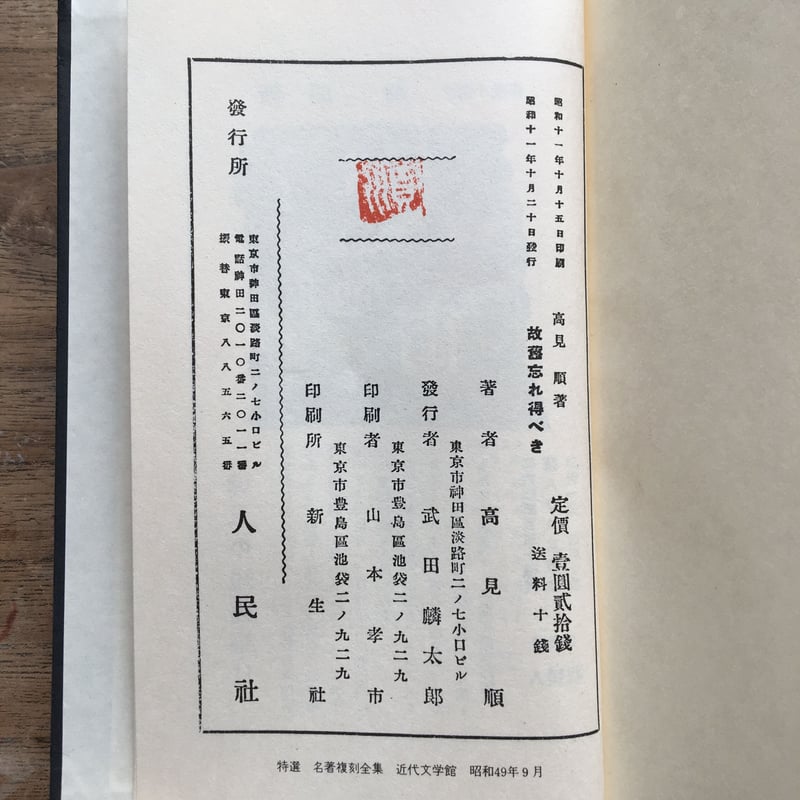 昭和十一年十月十五日印刷
昭和十一年十月二十日發行
高見順著
故舊忘れ得べき
定價 壹圓貳拾錢
送料十錢
著者 高見順
東京市神田區淡路町二ノ七小口ビル
發行者 武田麟太郎
東京市豊島區池袋二ノ九二九
印刷者 山本孝市
東京市豊島區池袋二ノ九二九
印刷所 新生社
發行所
東京市神田區淡路町二ノ七小口ビル
電話神田二〇一〇番二〇一一番
振替東京八八五六五番
人民社
特選 名著複刻全集 近代文学館 昭和49年9月